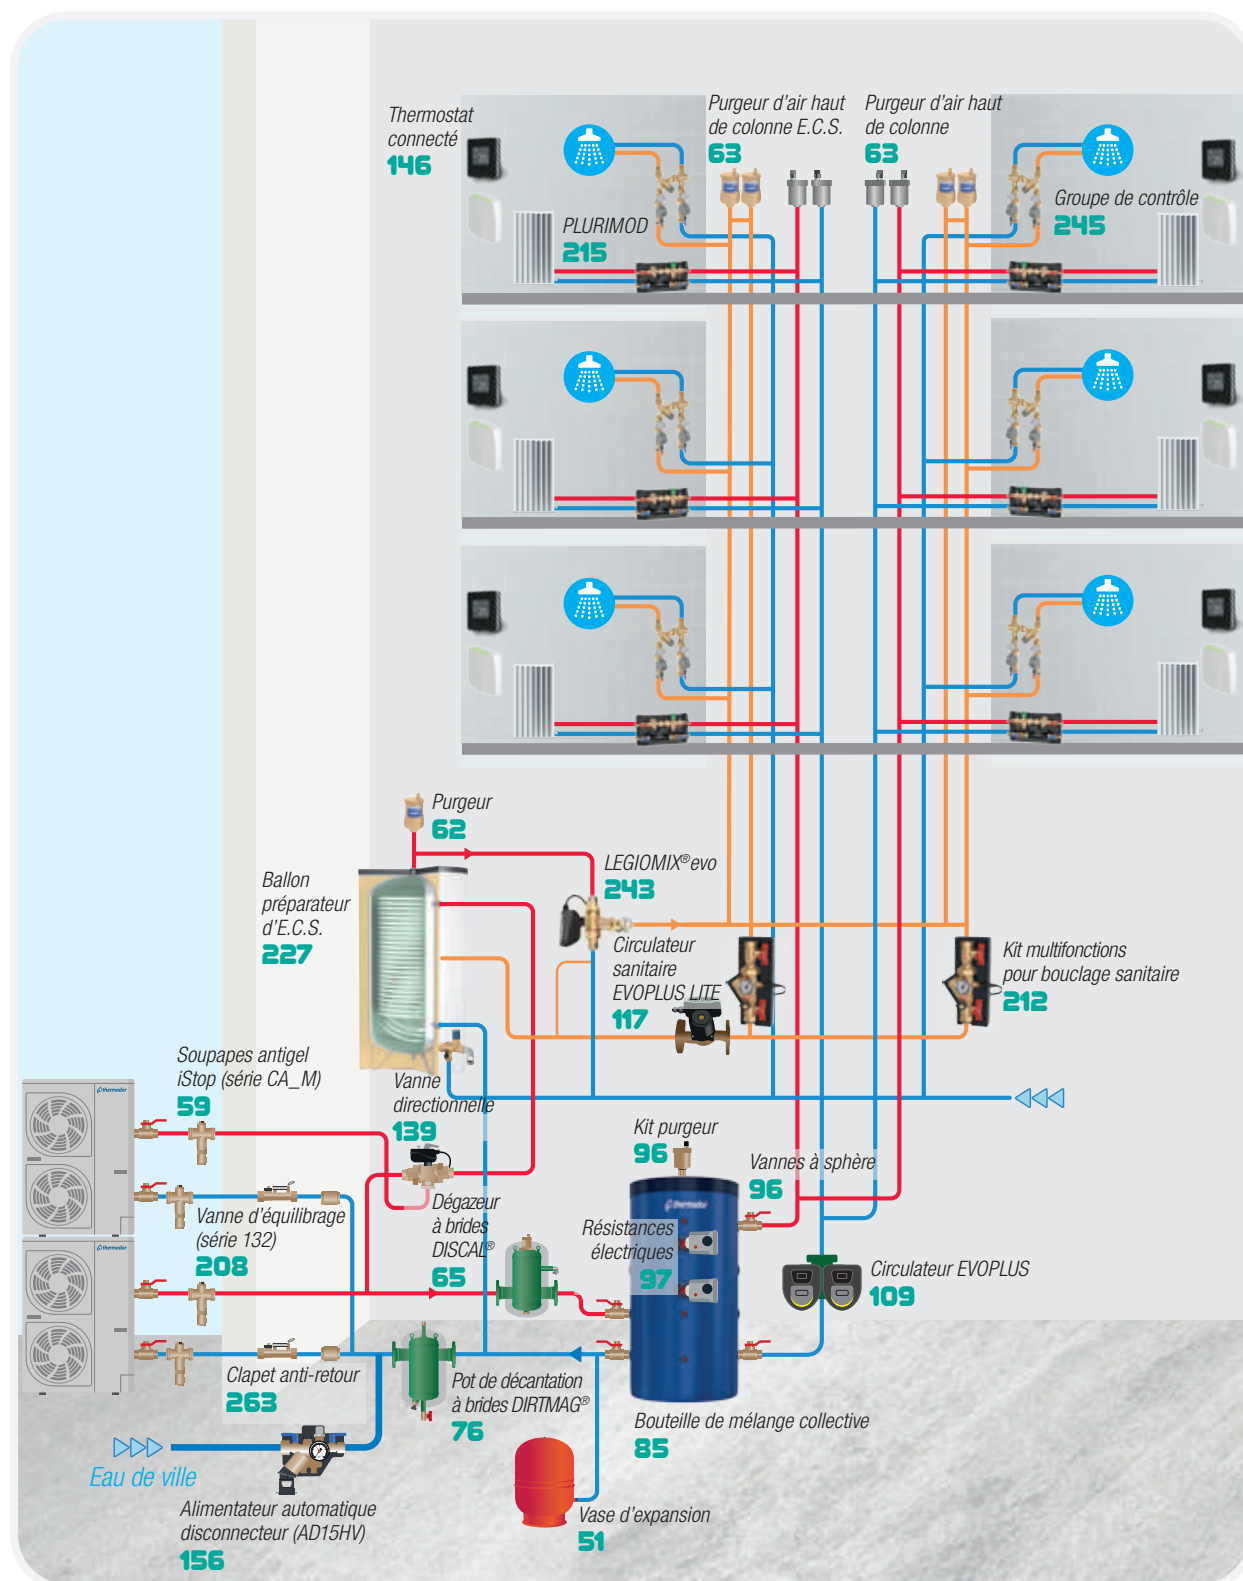 Thermostat
connecté
146
Purgeur d'air haut
de colonne E.C.S.
63
Purgeur d'air haut
de colonne
63
PLURIMOD
215
Groupe de contrôle
245
Purgeur
62
LEGIOMIX® evo
243
Ballon
préparateur
d'E.C.S.
227
Circulateur
sanitaire
EVOPLUS LITE
117
Kit multifonctions
pour bouclage sanitaire
212
Soupapes antigel
iStop (série CA_M)
59
Vanne
directionnelle
139
thermador
Kit purgeur
96
Vannes à sphère
96
Vanne d'équilibrage
(série 132)
208
Dégazeur
à brides
DISCAL®
65
thermador
Résistances
électriques
97
Circulateur EVOPLUS
109
thermador
Clapet anti-retour
263
Pot de décantation
à brides DIRTMAG®
76
Bouteille de mélange collective
85
Eau de ville
Alimentateur automatique
disconnecteur (AD15HV)
156
Vase d'expansion
51